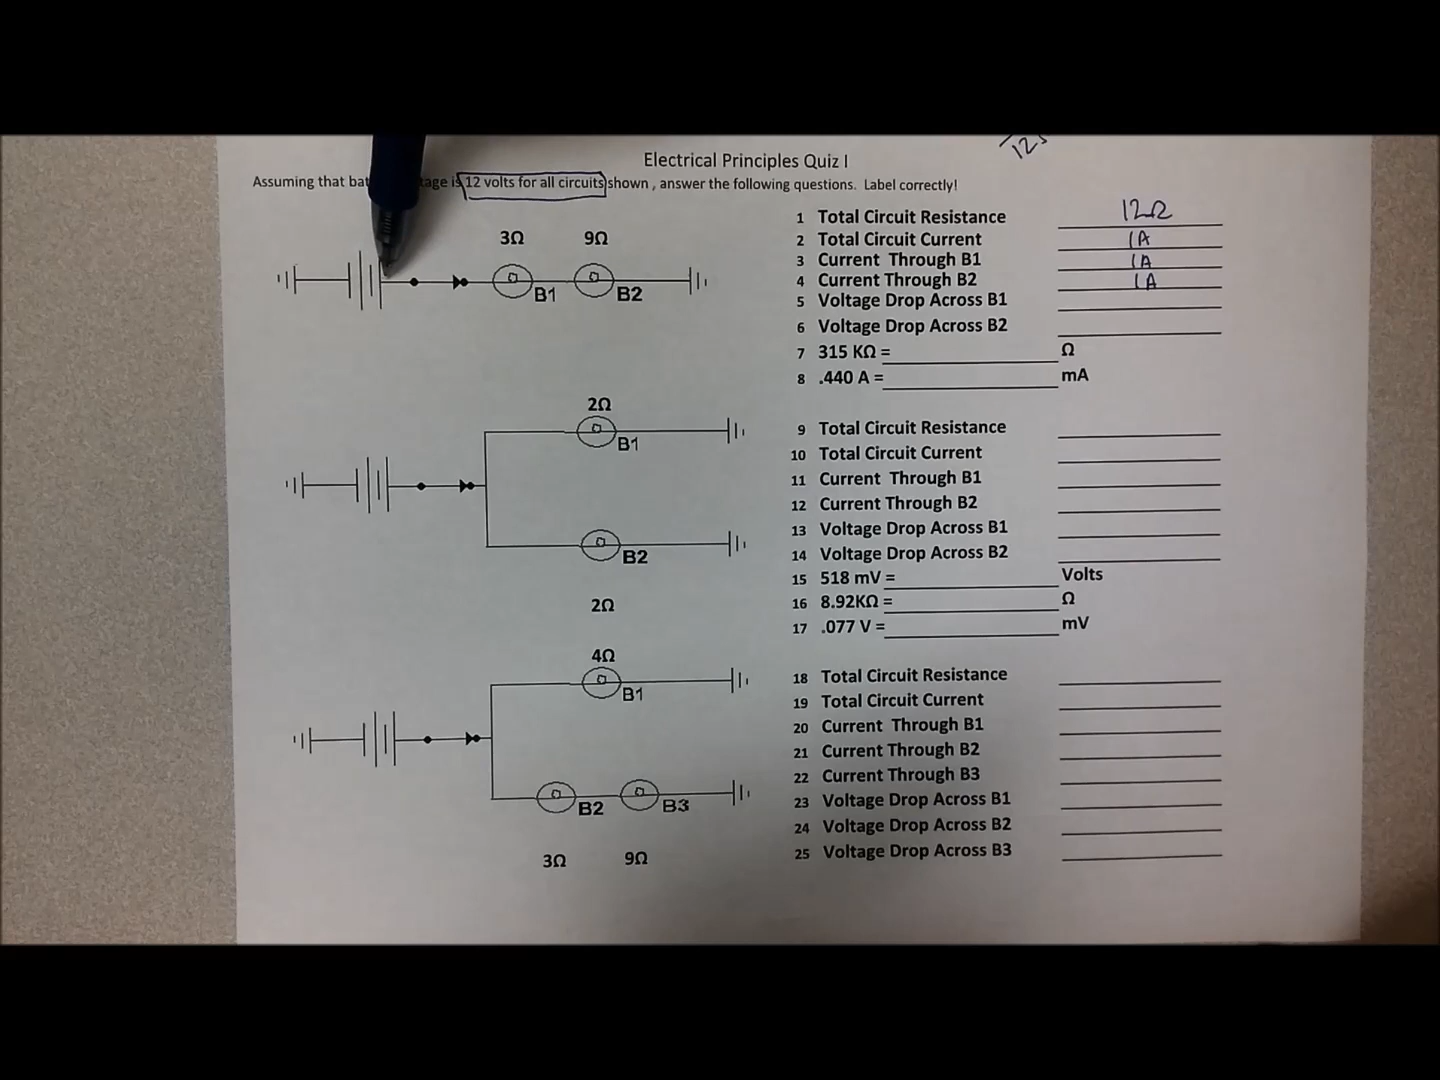 12
Electrical Principles Quiz I
Assuming that bat tage is 12 volts for all circuits shown , answer the following questions. Label correctly!
3Ω 9Ω
B1 B2
1 Total Circuit Resistance 12Ω
2 Total Circuit Current 1A
3 Current Through B1 1A
4 Current Through B2 1A
5 Voltage Drop Across B1
6 Voltage Drop Across B2
7 315 KΩ = Ω
8 .440 A = mA
2Ω
B1
B2
2Ω
9 Total Circuit Resistance
10 Total Circuit Current
11 Current Through B1
12 Current Through B2
13 Voltage Drop Across B1
14 Voltage Drop Across B2
15 518 mV = Volts
16 8.92KΩ = Ω
17 .077 V = mV
4Ω
B1
B2 B3
3Ω 9Ω
18 Total Circuit Resistance
19 Total Circuit Current
20 Current Through B1
21 Current Through B2
22 Current Through B3
23 Voltage Drop Across B1
24 Voltage Drop Across B2
25 Voltage Drop Across B3